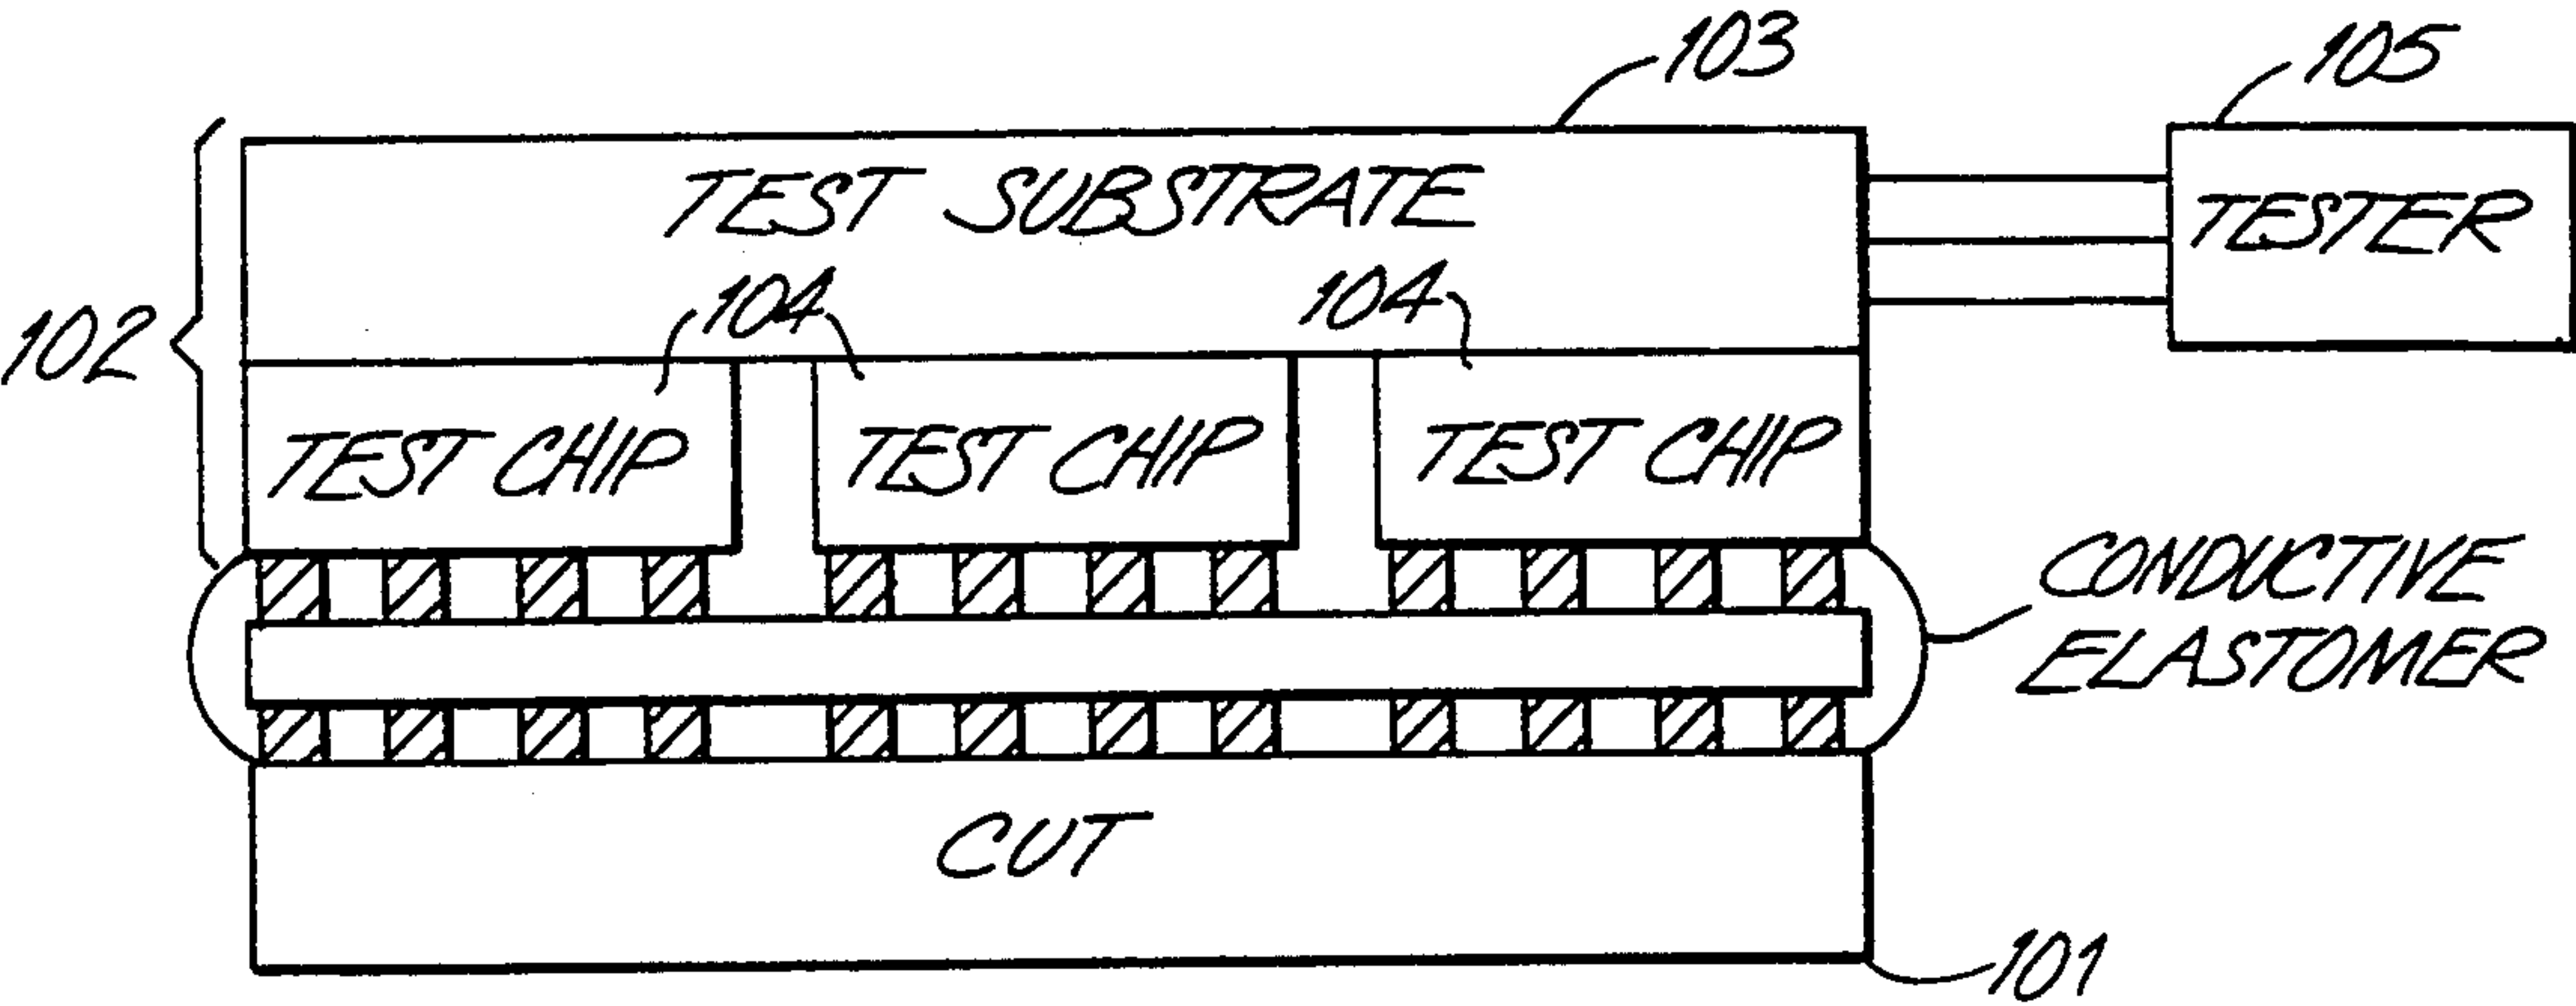 103
105
TEST SUBSTRATE
TESTER
102
104
104
TEST CHIP
TEST CHIP
TEST CHIP
CONDUCTIVE
ELASTOMER
CUT
101